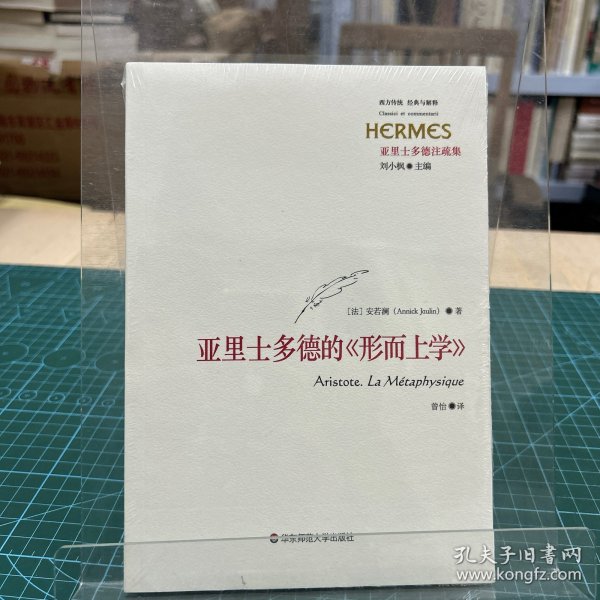 西方传统 经典与解释
Classici et commentarii
HERMES
亚里士多德注疏集
刘小枫 主编
[法] 安若澜 (Annick Jaulin) 著
亚里士多德的《形而上学》
Aristote. La Métaphysique
曾怡 译
华东师范大学出版社
孔夫子旧书网
www.kongfz.com